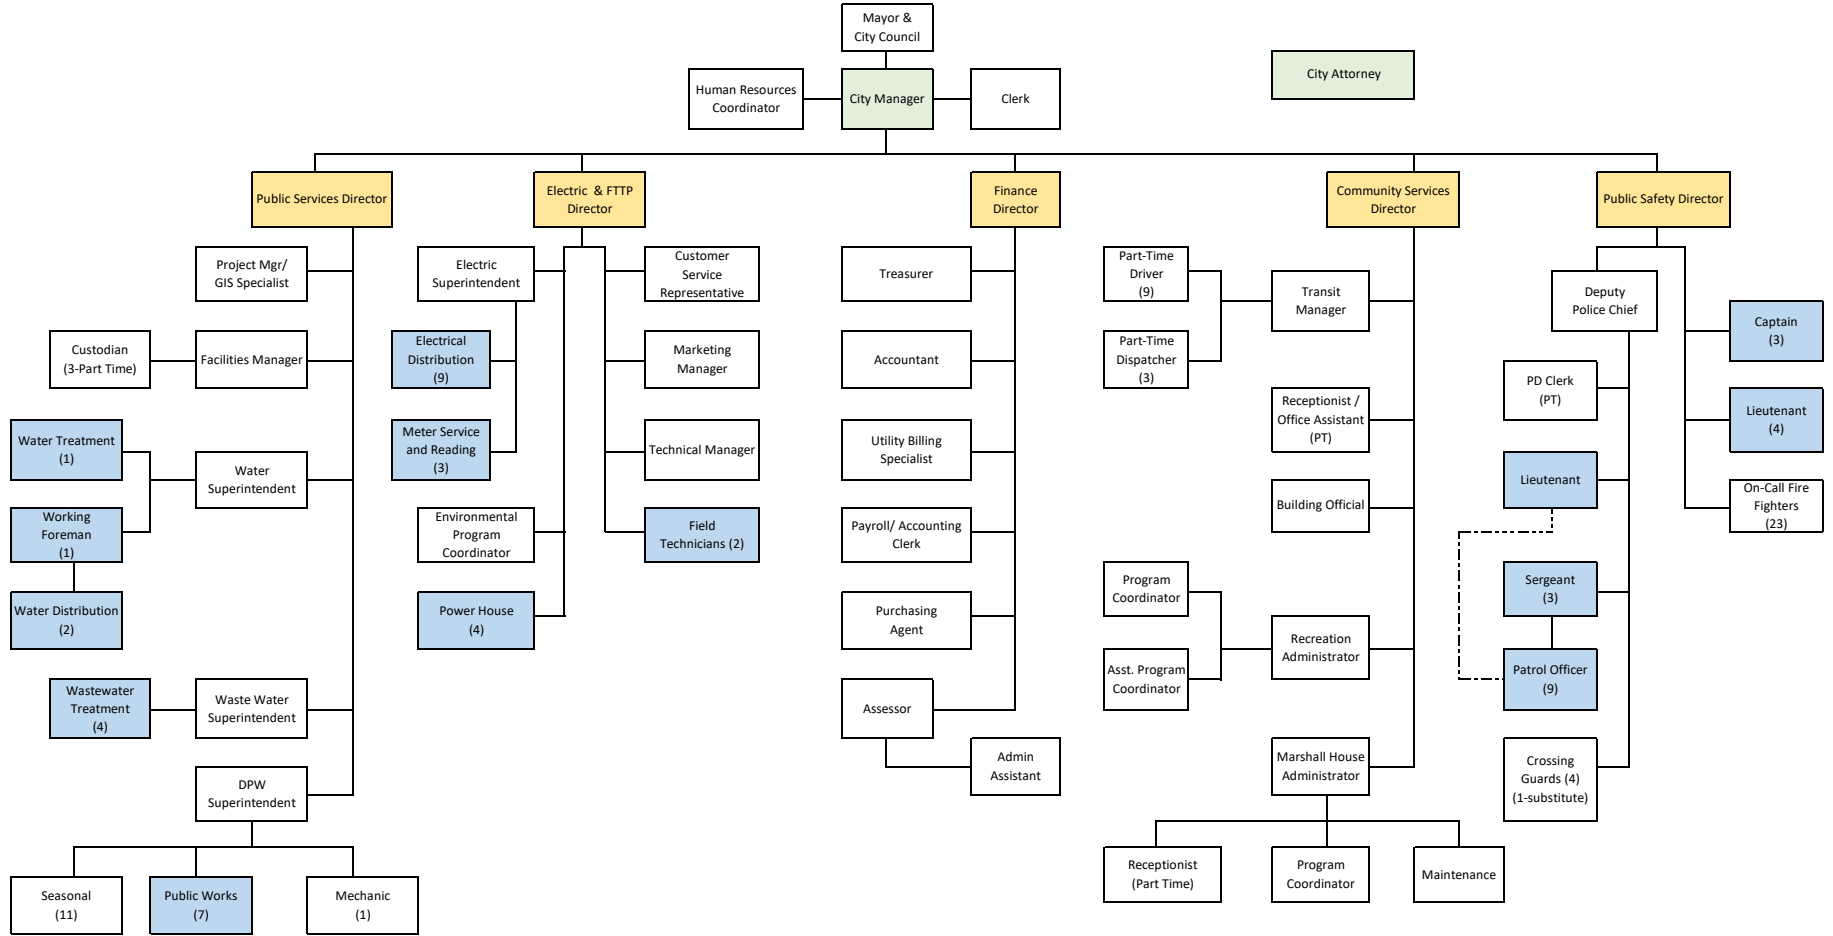 Mayor &
City Council
City Attorney
Human Resources
Coordinator
City Manager
Clerk
Public Services Director
Electric & FTTP
Director
Finance
Director
Community Services
Director
Public Safety Director
Project Mgr/
GIS Specialist
Custodian
(3-Part Time)
Facilities Manager
Water Treatment
(1)
Water
Superintendent
Working
Foreman
(1)
Water Distribution
(2)
Wastewater
Treatment
(4)
Waste Water
Superintendent
DPW
Superintendent
Seasonal
(11)
Public Works
(7)
Mechanic
(1)
Electric
Superintendent
Electrical
Distribution
(9)
Meter Service
and Reading
(3)
Environmental
Program
Coordinator
Power House
(4)
Customer
Service
Representative
Marketing
Manager
Technical Manager
Field
Technicians (2)
Treasurer
Accountant
Utility Billing
Specialist
Payroll/ Accounting
Clerk
Purchasing
Agent
Assessor
Admin
Assistant
Part-Time
Driver
(9)
Part-Time
Dispatcher
(3)
Transit
Manager
Receptionist /
Office Assistant
(PT)
Building Official
Program
Coordinator
Asst. Program
Coordinator
Recreation
Administrator
Marshall House
Administrator
Receptionist
(Part Time)
Program
Coordinator
Maintenance
Deputy
Police Chief
PD Clerk
(PT)
Lieutenant
Sergeant
(3)
Patrol Officer
(9)
Crossing
Guards (4)
(1-substitute)
Captain
(3)
Lieutenant
(4)
On-Call Fire
Fighters
(23)